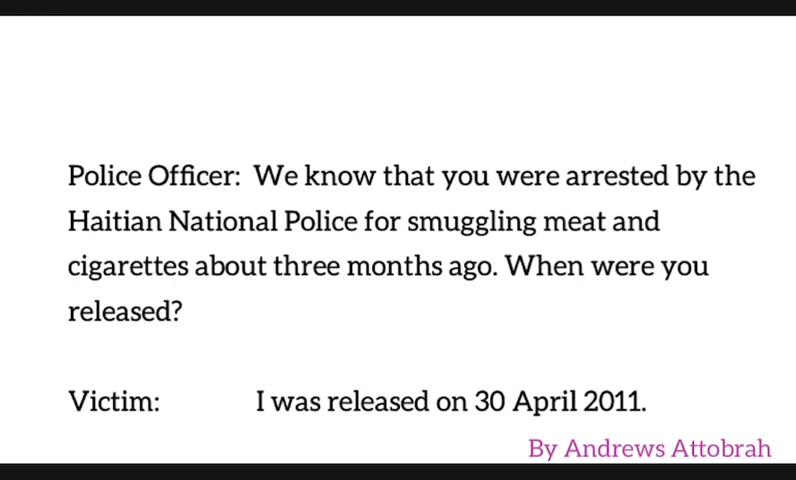 Police Officer: We know that you were arrested by the
Haitian National Police for smuggling meat and
cigarettes about three months ago. When were you
released?
Victim: I was released on 30 April 2011.
By Andrews Attobrah